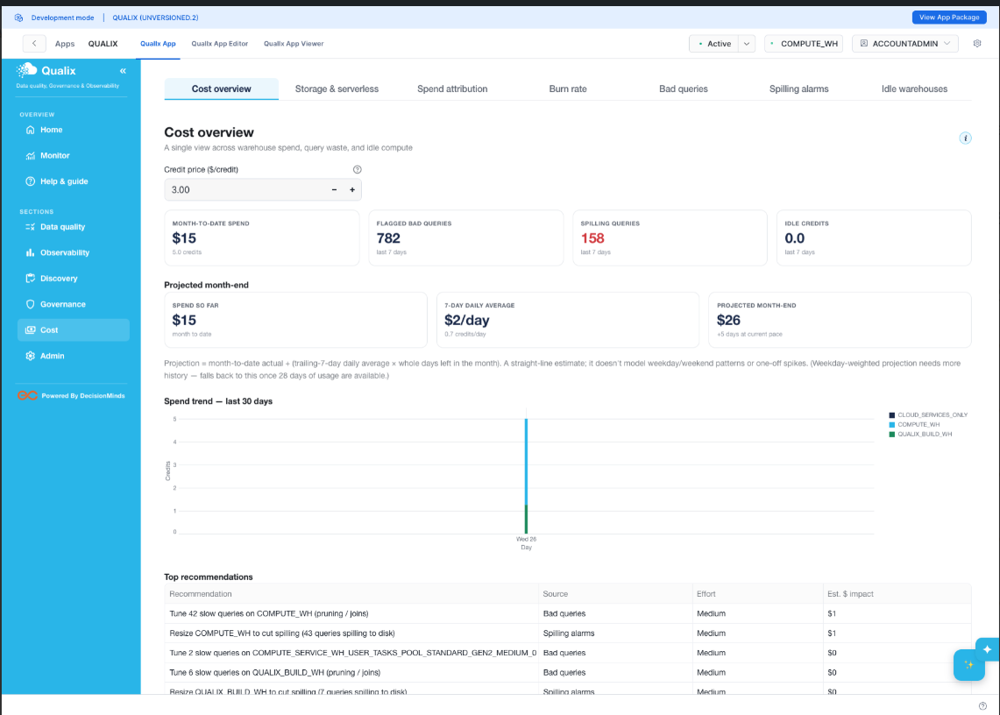 Development mode | QUALIX (UNVERSIONED.2)
View App Package
Apps QUALIX Qualix App Qualix App Editor Qualix App Viewer
Active COMPUTE_WH ACCOUNTADMIN
Qualix «
Data quality, Governance & Observability
OVERVIEW
Home
Monitor
Help & guide
SECTIONS
Data quality
Observability
Discovery
Governance
Cost
Admin
Powered By DecisionMinds
Cost overview Storage & serverless Spend attribution Burn rate Bad queries Spilling alarms Idle warehouses
Cost overview
A single view across warehouse spend, query waste, and idle compute
i
Credit price ($/credit) ?
3.00 − +
MONTH-TO-DATE SPEND
$15
5.0 credits
FLAGGED BAD QUERIES
782
last 7 days
SPILLING QUERIES
158
last 7 days
IDLE CREDITS
0.0
last 7 days
Projected month-end
SPEND SO FAR
$15
month to date
7-DAY DAILY AVERAGE
$2/day
0.7 credits/day
PROJECTED MONTH-END
$26
+5 days at current pace
Projection = month-to-date actual + (trailing-7-day daily average × whole days left in the month). A straight-line estimate; it doesn't model weekday/weekend patterns or one-off spikes. (Weekday-weighted projection needs more
history — falls back to this once 28 days of usage are available.)
Spend trend — last 30 days
CLOUD_SERVICES_ONLY
COMPUTE_WH
QUALIX_BUILD_WH
Credits
5
4
3
2
1
0
Wed 26
Day
Top recommendations
Recommendation Source Effort Est. $ impact
Tune 42 slow queries on COMPUTE_WH (pruning / joins) Bad queries Medium $1
Resize COMPUTE_WH to cut spilling (43 queries spilling to disk) Spilling alarms Medium $1
Tune 2 slow queries on COMPUTE_SERVICE_WH_USER_TASKS_POOL_STANDARD_GEN2_MEDIUM_0 Bad queries Medium $0
Tune 6 slow queries on QUALIX_BUILD_WH (pruning / joins) Bad queries Medium $0
Resize QUALIX_BUILD_WH to cut spilling (7 queries spilling to disk) Spilling alarms Medium $0